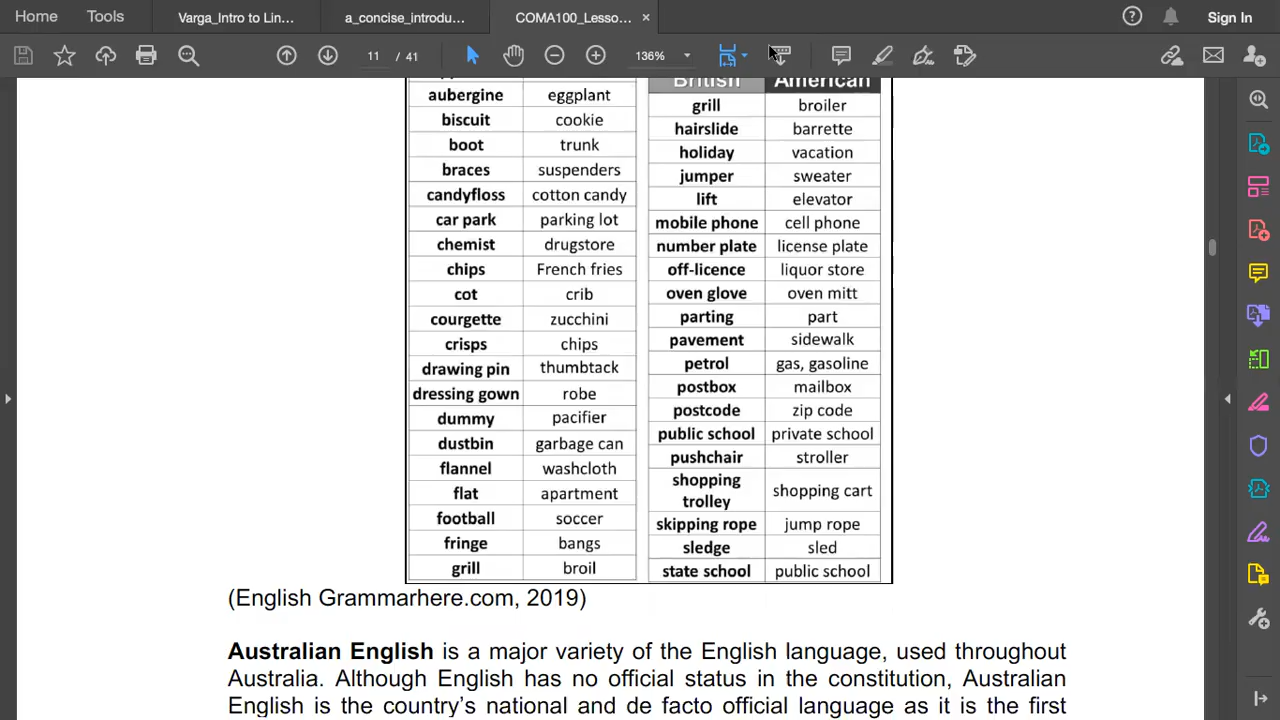 Home Tools Varga_Intro to Lin... a_concise_introdu... COMA100_Lesso... × Sign In
11 / 41 136%
aubergine eggplant
biscuit cookie
boot trunk
braces suspenders
candyfloss cotton candy
car park parking lot
chemist drugstore
chips French fries
cot crib
courgette zucchini
crisps chips
drawing pin thumbtack
dressing gown robe
dummy pacifier
dustbin garbage can
flannel washcloth
flat apartment
football soccer
fringe bangs
grill broil
British American
grill broiler
hairslide barrette
holiday vacation
jumper sweater
lift elevator
mobile phone cell phone
number plate license plate
off-licence liquor store
oven glove oven mitt
parting part
pavement sidewalk
petrol gas, gasoline
postbox mailbox
postcode zip code
public school private school
pushchair stroller
shopping
trolley shopping cart
skipping rope jump rope
sledge sled
state school public school
(English Grammarhere.com, 2019)
Australian English is a major variety of the English language, used throughout
Australia. Although English has no official status in the constitution, Australian
English is the country's national and de facto official language as it is the first